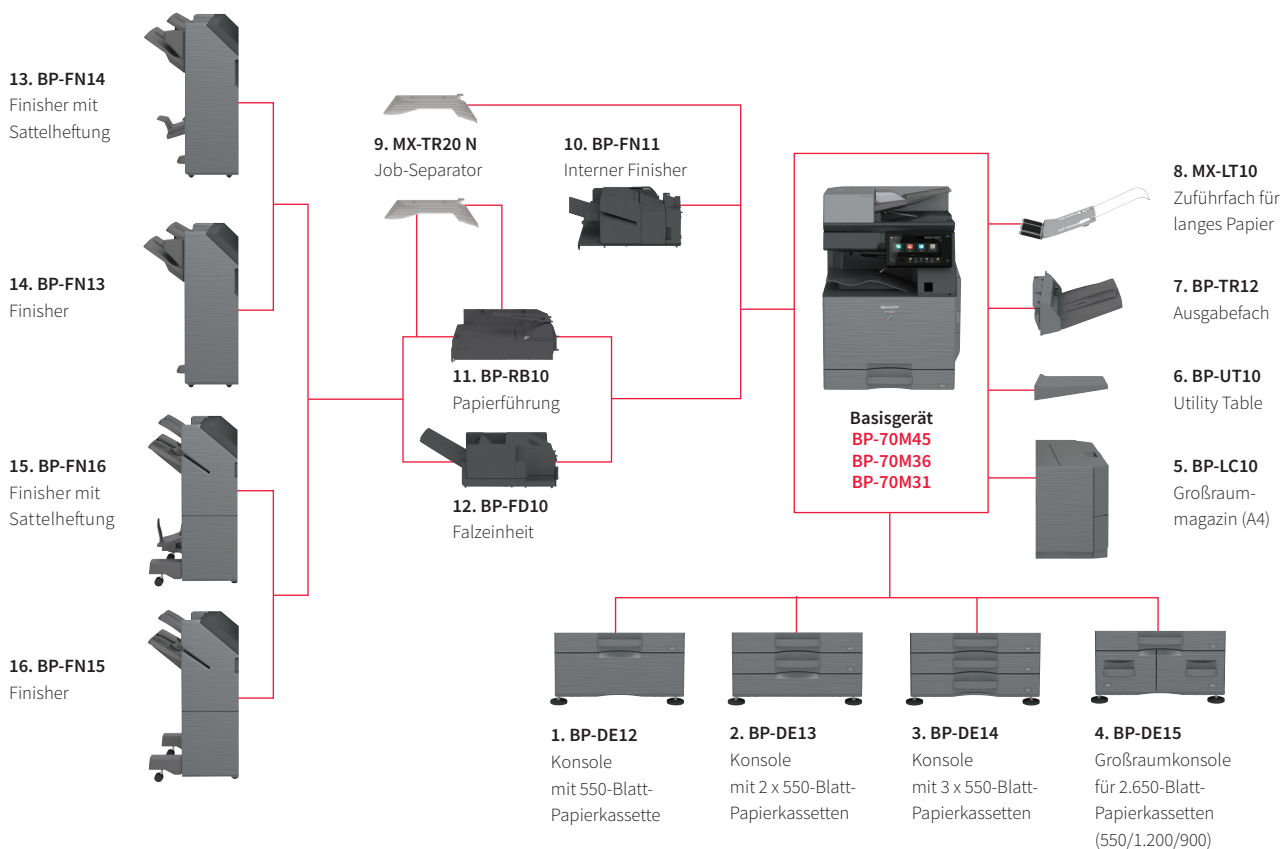 13. BP-FN14
Finisher mit
Sattelheftung
14. BP-FN13
Finisher
15. BP-FN16
Finisher mit
Sattelheftung
16. BP-FN15
Finisher
9. MX-TR20 N
Job-Separator
10. BP-FN11
Interner Finisher
11. BP-RB10
Papierführung
12. BP-FD10
Falzeinheit
SHARP
Basisgerät
BP-70M45
BP-70M36
BP-70M31
8. MX-LT10
Zuführfach für
langes Papier
7. BP-TR12
Ausgabefach
6. BP-UT10
Utility Table
5. BP-LC10
Großraum-
magazin (A4)
1. BP-DE12
Konsole
mit 550-Blatt-
Papierkassette
2. BP-DE13
Konsole
mit 2 x 550-Blatt-
Papierkassetten
3. BP-DE14
Konsole
mit 3 x 550-Blatt-
Papierkassetten
4. BP-DE15
Großraumkonsole
für 2.650-Blatt-
Papierkassetten
(550/1.200/900)